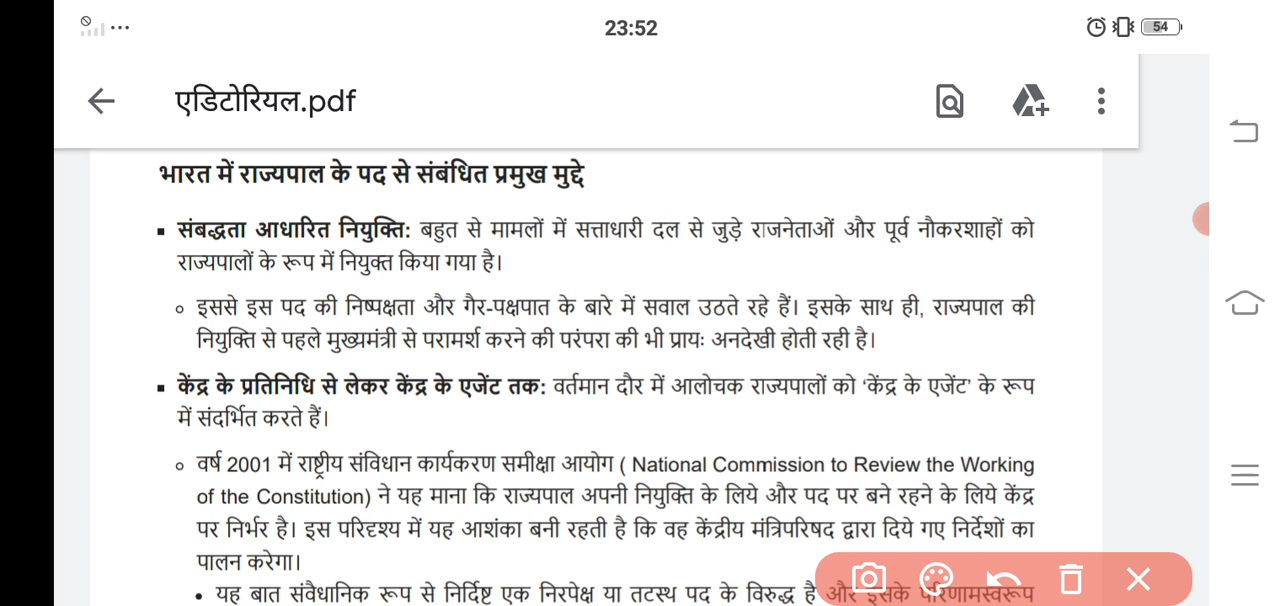 23:52
54
एडिटोरियल.pdf
भारत में राज्यपाल के पद से संबंधित प्रमुख मुद्दे
▪ संबद्धता आधारित नियुक्ति: बहुत से मामलों में सत्ताधारी दल से जुड़े राजनेताओं और पूर्व नौकरशाहों को
राज्यपालों के रूप में नियुक्त किया गया है।
○ इससे इस पद की निष्पक्षता और गैर-पक्षपात के बारे में सवाल उठते रहे हैं। इसके साथ ही, राज्यपाल की
नियुक्ति से पहले मुख्यमंत्री से परामर्श करने की परंपरा की भी प्रायः अनदेखी होती रही है।
▪ केंद्र के प्रतिनिधि से लेकर केंद्र के एजेंट तक: वर्तमान दौर में आलोचक राज्यपालों को ‘केंद्र के एजेंट’ के रूप
में संदर्भित करते हैं।
○ वर्ष 2001 में राष्ट्रीय संविधान कार्यकरण समीक्षा आयोग ( National Commission to Review the Working
of the Constitution) ने यह माना कि राज्यपाल अपनी नियुक्ति के लिये और पद पर बने रहने के लिये केंद्र
पर निर्भर है। इस परिदृश्य में यह आशंका बनी रहती है कि वह केंद्रीय मंत्रिपरिषद द्वारा दिये गए निर्देशों का
पालन करेगा।
• यह बात संवैधानिक रूप से निर्दिष्ट एक निरपेक्ष या तटस्थ पद के विरुद्ध है और इसके परिणामस्वरूप